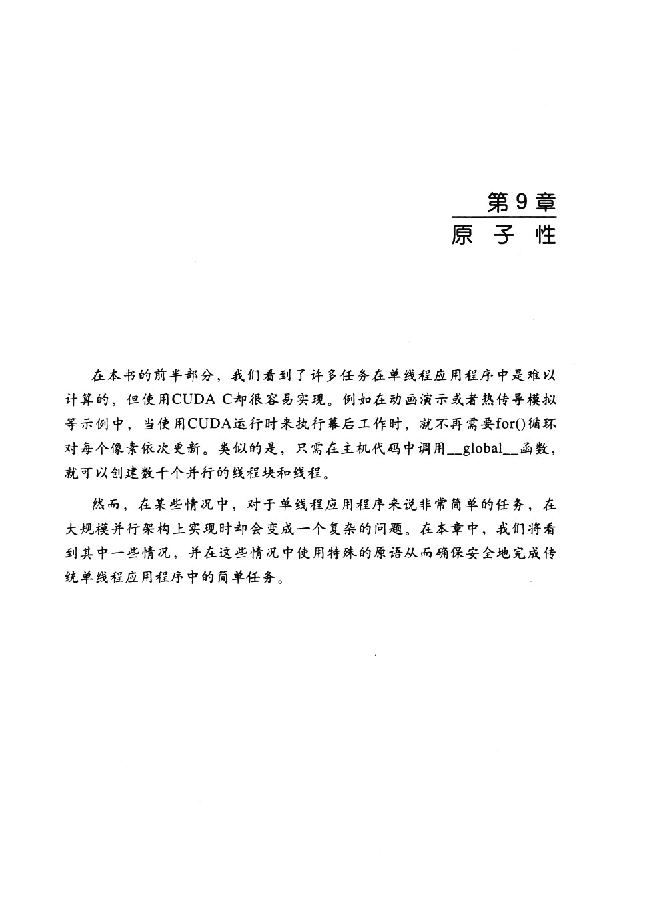 第 9 章
原 子 性
在本书的前半部分，我们看到了许多任务在单线程应用程序中是难以
计算的，但使用CUDA C却很容易实现。例如在动画演示或者热传导模拟
等示例中，当使用CUDA运行时来执行幕后工作时，就不再需要for()循环
对每个像素依次更新。类似的是，只需在主机代码中调用__global__函数，
就可以创建数千个并行的线程块和线程。
然而，在某些情况中，对于单线程应用程序来说非常简单的任务，在
大规模并行架构上实现时却会变成一个复杂的问题。在本章中，我们将看
到其中一些情况，并在这些情况中使用特殊的原语从而确保安全地完成传
统单线程应用程序中的简单任务。